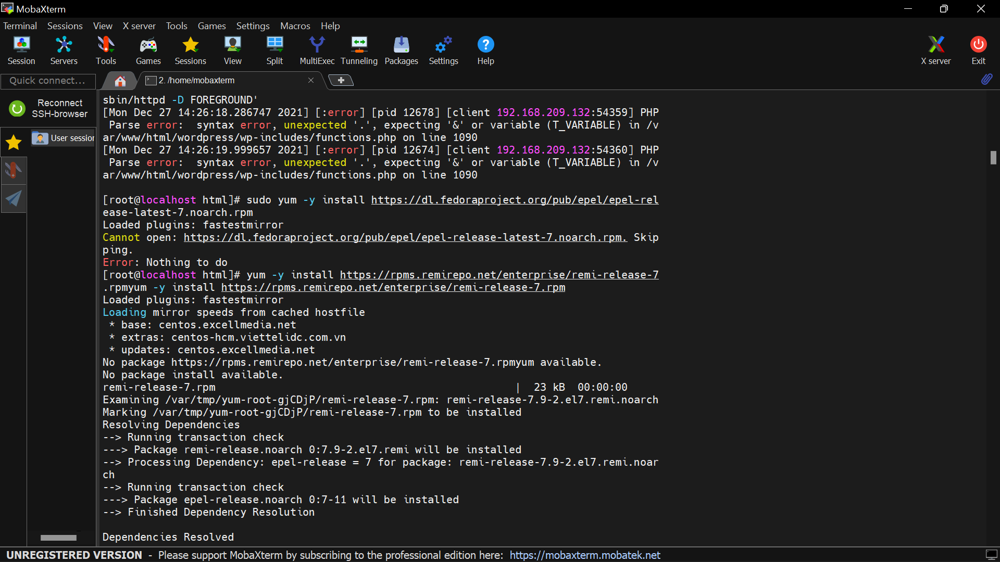 MobaXterm
Terminal Sessions View X server Tools Games Settings Macros Help
Session Servers Tools Games Sessions View Split MultiExec Tunneling Packages Settings Help X server Exit
Quick connect...
2. /home/mobaxterm
Reconnect
SSH-browser
User session
sbin/httpd -D FOREGROUND'
[Mon Dec 27 14:26:18.286747 2021] [:error] [pid 12678] [client 192.168.209.132:54359] PHP
Parse error:  syntax error, unexpected '.', expecting '&' or variable (T_VARIABLE) in /v
ar/www/html/wordpress/wp-includes/functions.php on line 1090
[Mon Dec 27 14:26:19.999657 2021] [:error] [pid 12674] [client 192.168.209.132:54360] PHP
Parse error:  syntax error, unexpected '.', expecting '&' or variable (T_VARIABLE) in /v
ar/www/html/wordpress/wp-includes/functions.php on line 1090
[root@localhost html]# sudo yum -y install https://dl.fedoraproject.org/pub/epel/epel-rel
ease-latest-7.noarch.rpm
Loaded plugins: fastestmirror
Cannot open: https://dl.fedoraproject.org/pub/epel/epel-release-latest-7.noarch.rpm. Skip
ping.
Error: Nothing to do
[root@localhost html]# yum -y install https://rpms.remirepo.net/enterprise/remi-release-7
.rpmyum -y install https://rpms.remirepo.net/enterprise/remi-release-7.rpm
Loaded plugins: fastestmirror
Loading mirror speeds from cached hostfile
* base: centos.excellmedia.net
* extras: centos-hcm.viettelidc.com.vn
* updates: centos.excellmedia.net
No package https://rpms.remirepo.net/enterprise/remi-release-7.rpmyum available.
No package install available.
remi-release-7.rpm | 23 kB 00:00:00
Examining /var/tmp/yum-root-gjCDjP/remi-release-7.rpm: remi-release-7.9-2.el7.remi.noarch
Marking /var/tmp/yum-root-gjCDjP/remi-release-7.rpm to be installed
Resolving Dependencies
--> Running transaction check
---> Package remi-release.noarch 0:7.9-2.el7.remi will be installed
--> Processing Dependency: epel-release = 7 for package: remi-release-7.9-2.el7.remi.noar
ch
--> Running transaction check
---> Package epel-release.noarch 0:7-11 will be installed
--> Finished Dependency Resolution
Dependencies Resolved
UNREGISTERED VERSION - Please support MobaXterm by subscribing to the professional edition here: https://mobaxterm.mobatek.net